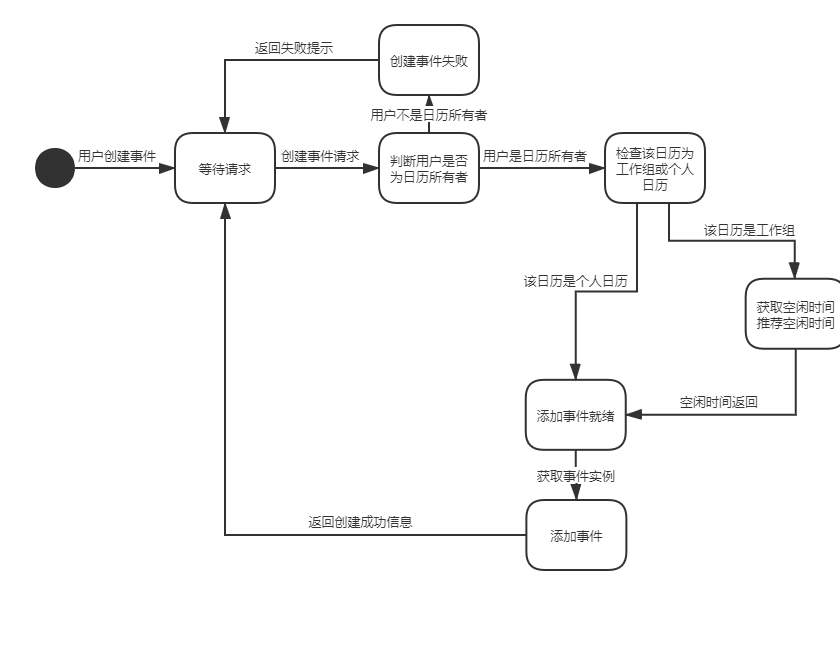 返回失败提示
创建事件失败
用户不是日历所有者
用户创建事件
等待请求
创建事件请求
判断用户是否
为日历所有者
用户是日历所有者
检查该日历为
工作组或个人
日历
该日历是工作组
该日历是个人日历
获取空闲时间
推荐空闲时间
空闲时间返回
添加事件就绪
获取事件实例
返回创建成功信息
添加事件